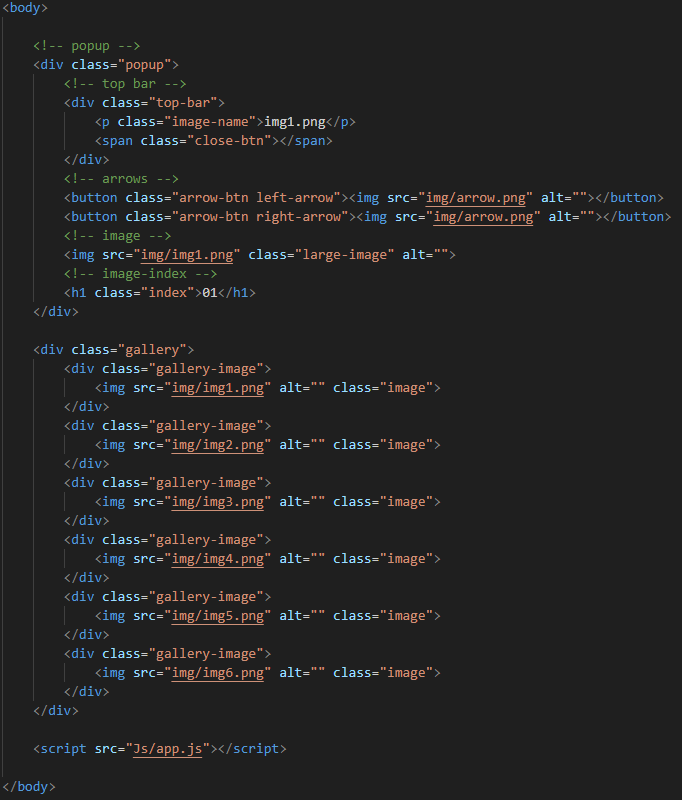 <body>
<!-- popup -->
<div class="popup">
<!-- top bar -->
<div class="top-bar">
<p class="image-name">img1.png</p>
<span class="close-btn"></span>
</div>
<!-- arrows -->
<button class="arrow-btn left-arrow"><img src="img/arrow.png" alt=""></button>
<button class="arrow-btn right-arrow"><img src="img/arrow.png" alt=""></button>
<!-- image -->
<img src="img/img1.png" class="large-image" alt="">
<!-- image-index -->
<h1 class="index">01</h1>
</div>
<div class="gallery">
<div class="gallery-image">
<img src="img/img1.png" alt="" class="image">
</div>
<div class="gallery-image">
<img src="img/img2.png" alt="" class="image">
</div>
<div class="gallery-image">
<img src="img/img3.png" alt="" class="image">
</div>
<div class="gallery-image">
<img src="img/img4.png" alt="" class="image">
</div>
<div class="gallery-image">
<img src="img/img5.png" alt="" class="image">
</div>
<div class="gallery-image">
<img src="img/img6.png" alt="" class="image">
</div>
</div>
<script src="Js/app.js"></script>
</body>